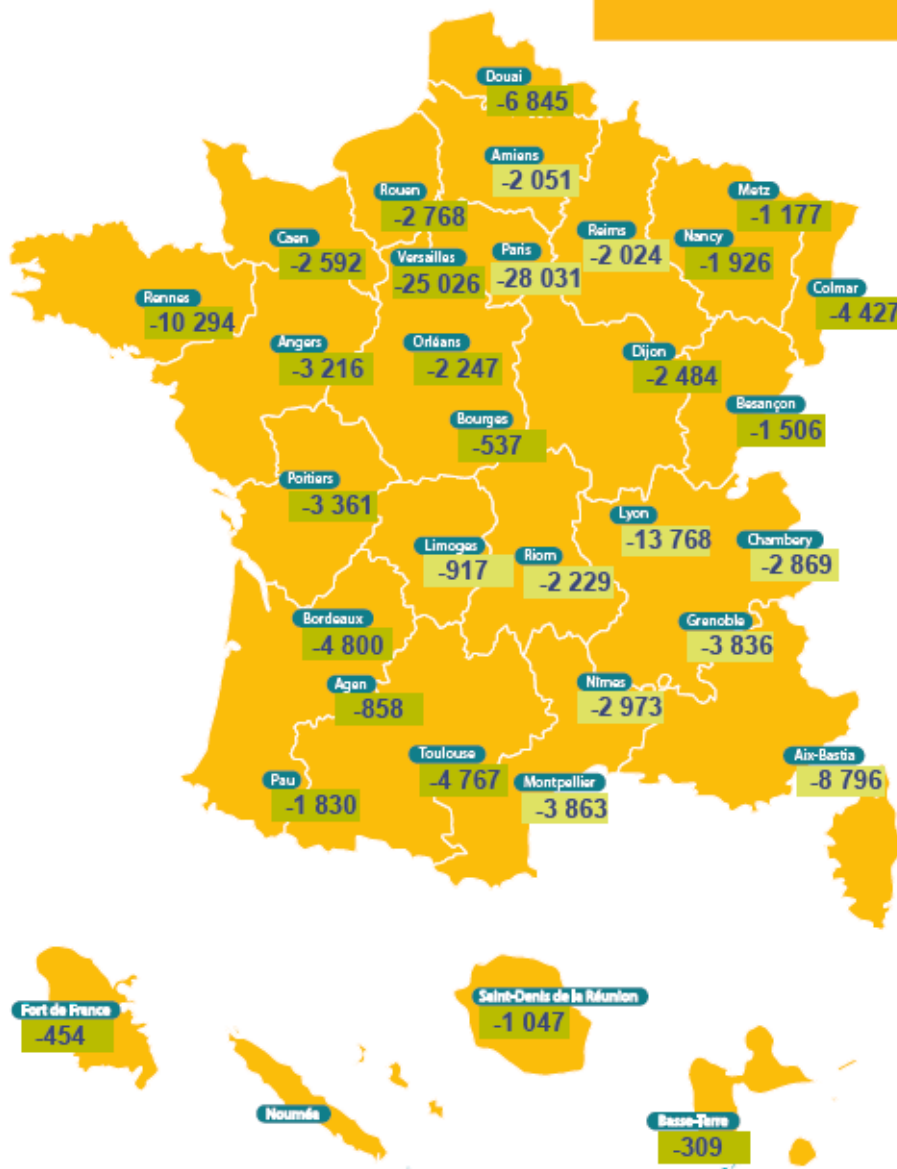 Douai
-6 845
Amiens
-2 051
Rouen
-2 768
Metz
-1 177
Reims
-2 024
Nancy
-1 926
Caen
-2 592
Versailles
-25 026
Paris
-28 031
Colmar
-4 427
Rennes
-10 294
Angers
-3 216
Orléans
-2 247
Dijon
-2 484
Besançon
-1 506
Bourges
-537
Poitiers
-3 361
Lyon
-13 768
Limoges
-917
Riom
-2 229
Chambery
-2 869
Bordeaux
-4 800
Grenoble
-3 836
Agen
-858
Nîmes
-2 973
Toulouse
-4 767
Aix-Bastia
-8 796
Pau
-1 830
Montpellier
-3 863
Fort de France
-454
Saint-Denis de la Réunion
-1 047
Nouméa
Basse-Terre
-309